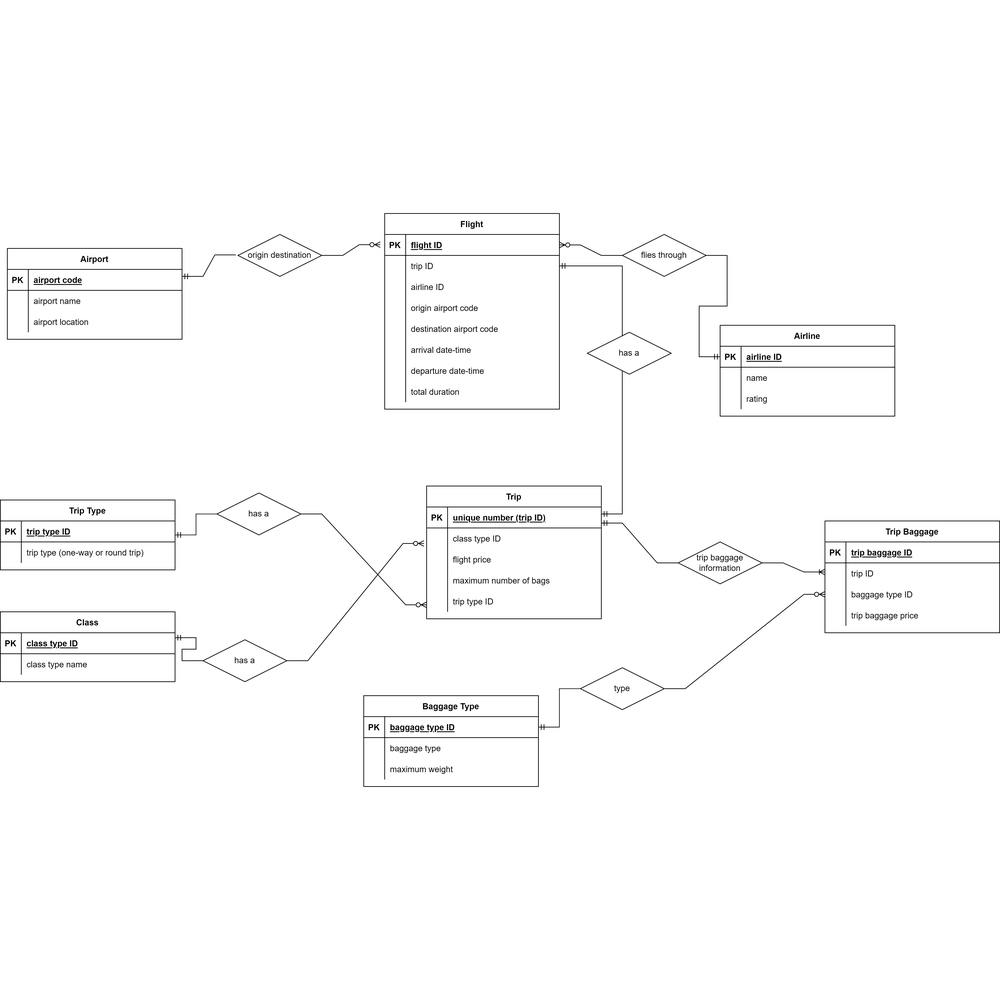 Flight
PK flight ID
trip ID
airline ID
origin airport code
destination airport code
arrival date-time
departure date-time
total duration
Airport
PK airport code
airport name
airport location
origin destination
flies through
has a
Airline
PK airline ID
name
rating
Trip Type
PK trip type ID
trip type (one-way or round trip)
has a
Trip
PK unique number (trip ID)
class type ID
flight price
maximum number of bags
trip type ID
trip baggage
information
Trip Baggage
PK trip baggage ID
trip ID
baggage type ID
trip baggage price
Class
PK class type ID
class type name
has a
type
Baggage Type
PK baggage type ID
baggage type
maximum weight